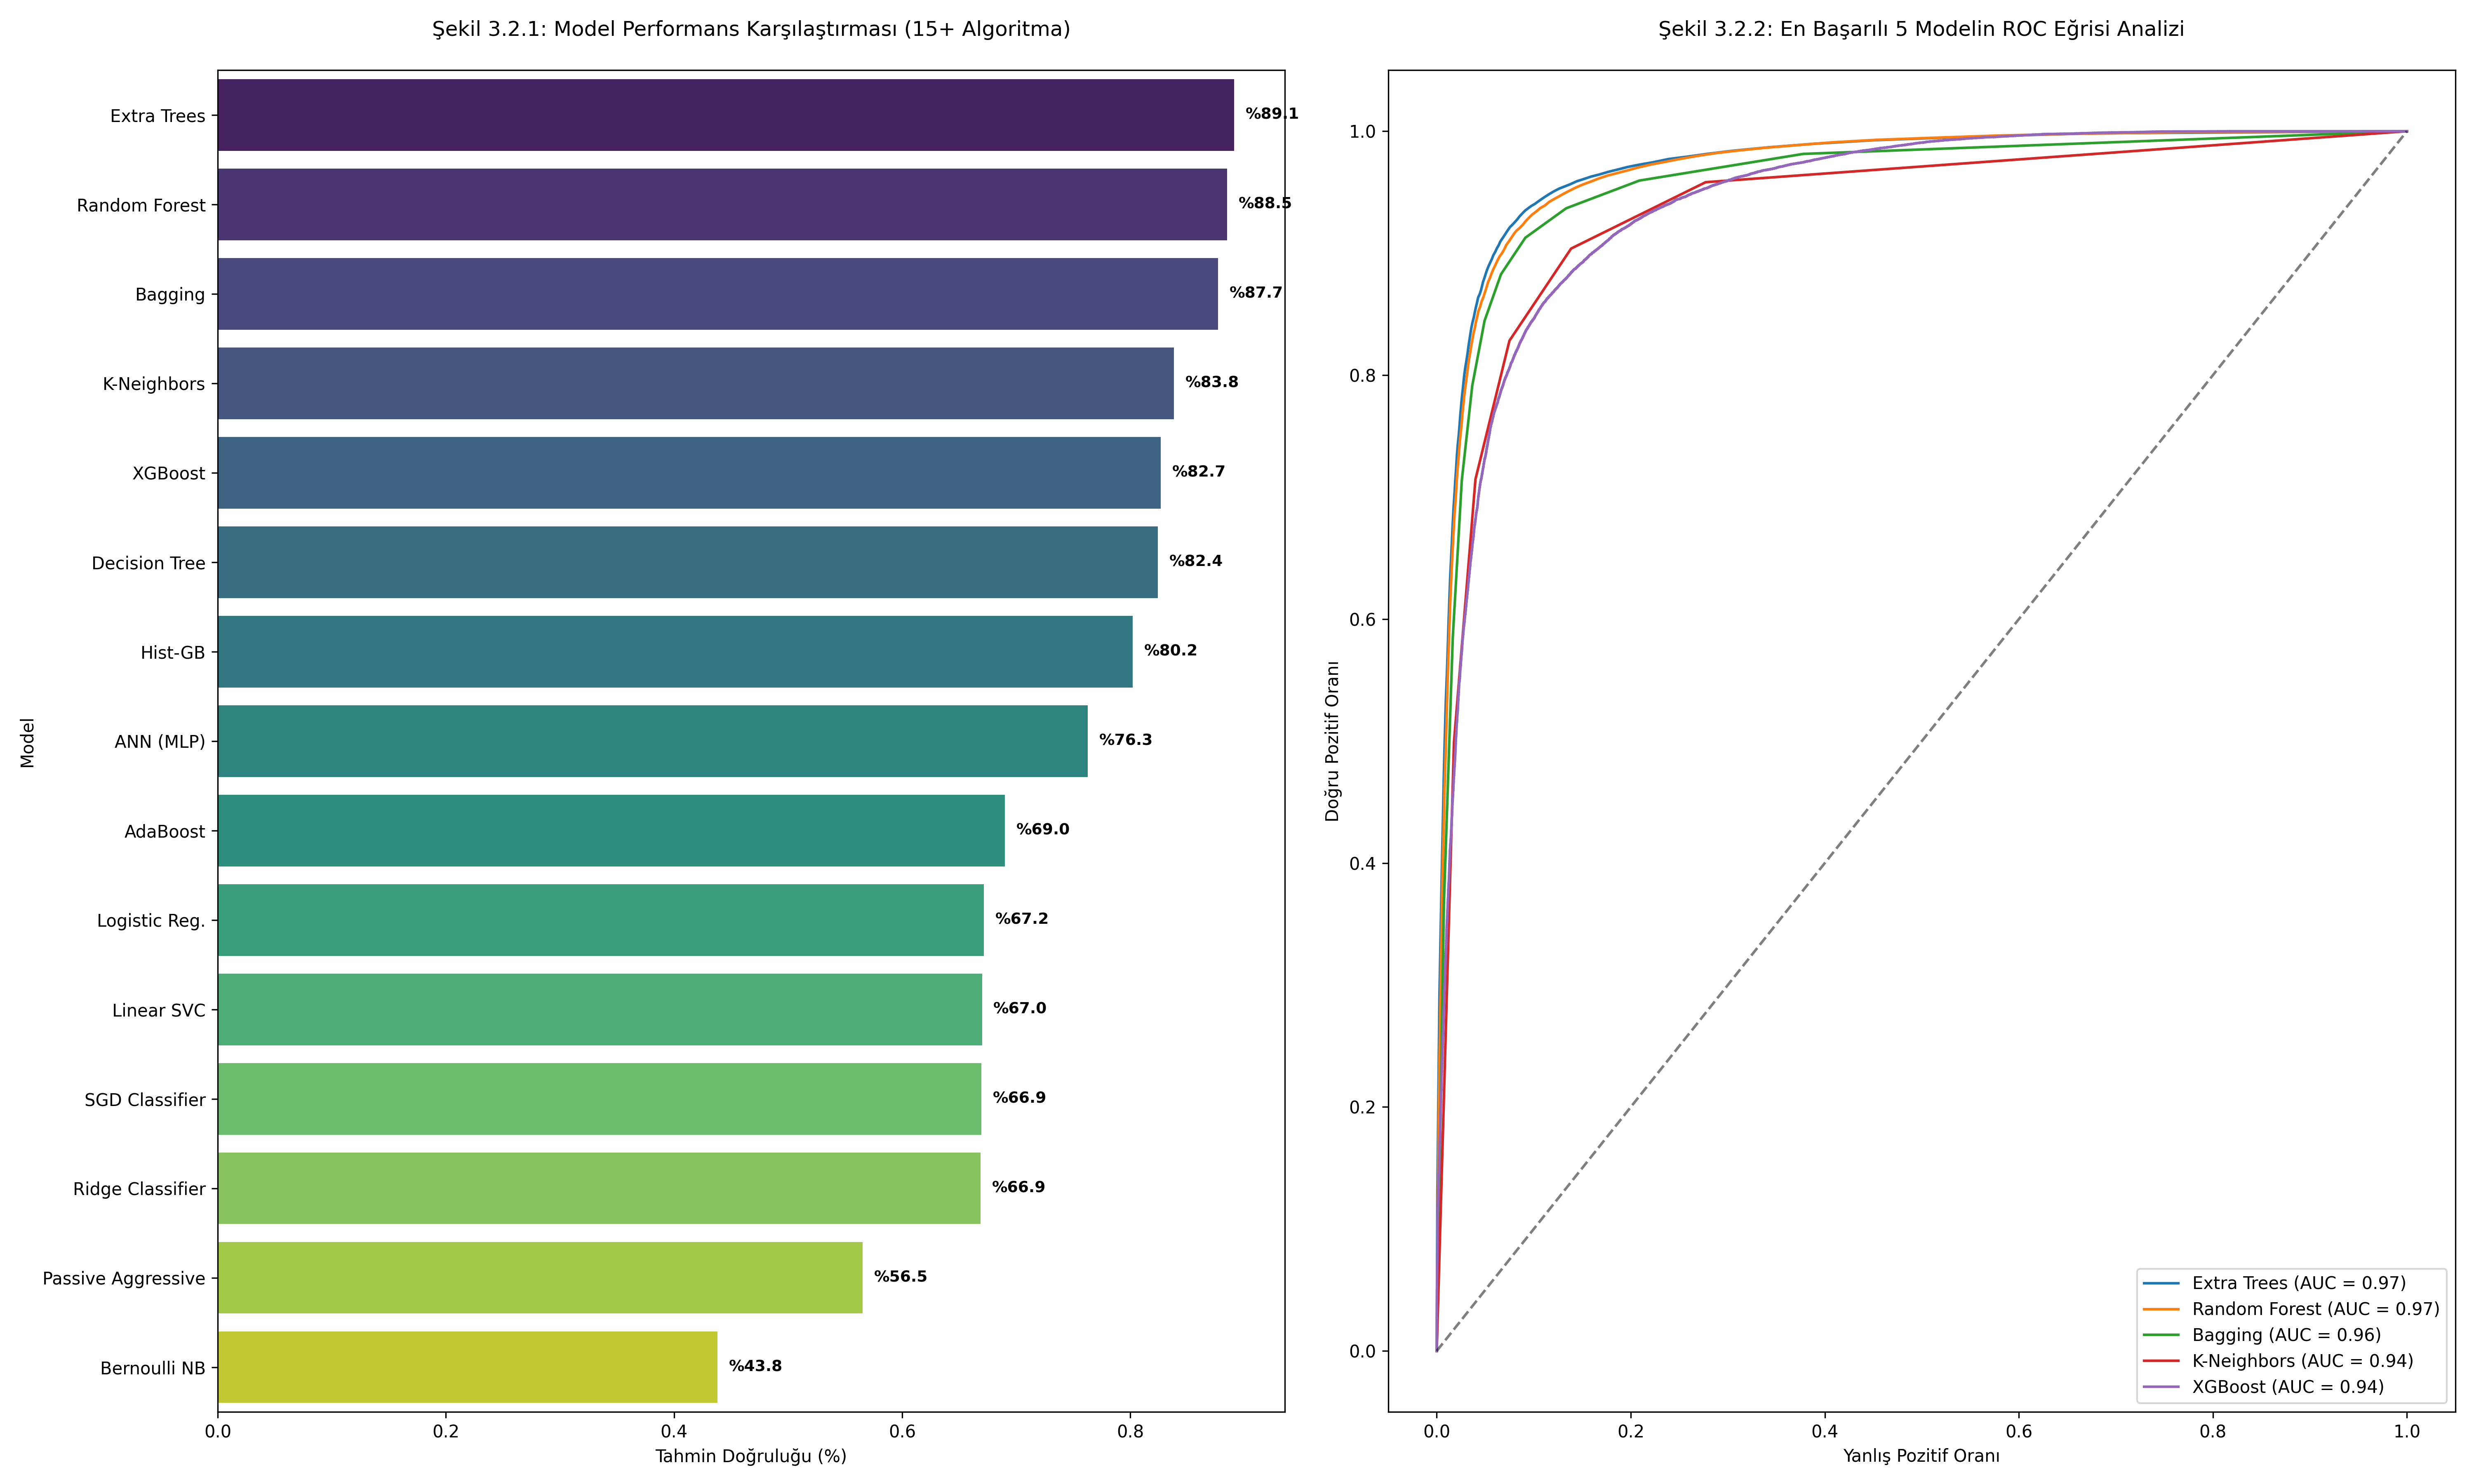 Şekil 3.2.1: Model Performans Karşılaştırması (15+ Algoritma)
Model
Extra Trees
%89.1
Random Forest
%88.5
Bagging
%87.7
K-Neighbors
%83.8
XGBoost
%82.7
Decision Tree
%82.4
Hist-GB
%80.2
ANN (MLP)
%76.3
AdaBoost
%69.0
Logistic Reg.
%67.2
Linear SVC
%67.0
SGD Classifier
%66.9
Ridge Classifier
%66.9
Passive Aggressive
%56.5
Bernoulli NB
%43.8
0.0 0.2 0.4 0.6 0.8
Tahmin Doğruluğu (%)
Şekil 3.2.2: En Başarılı 5 Modelin ROC Eğrisi Analizi
Doğru Pozitif Oranı
1.0
0.8
0.6
0.4
0.2
0.0
Extra Trees (AUC = 0.97)
Random Forest (AUC = 0.97)
Bagging (AUC = 0.96)
K-Neighbors (AUC = 0.94)
XGBoost (AUC = 0.94)
0.0 0.2 0.4 0.6 0.8 1.0
Yanlış Pozitif Oranı